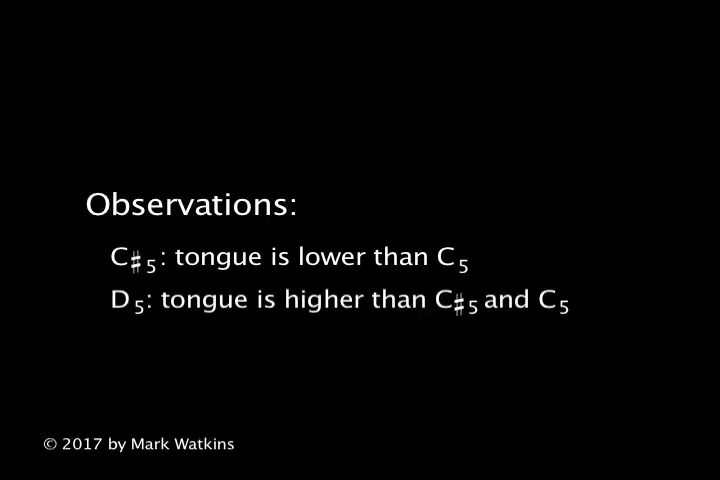 Observations:
C♯5: tongue is lower than C5
D5: tongue is higher than C♯5 and C5
© 2017 by Mark Watkins